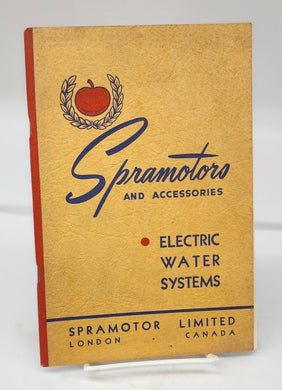 Spramotors
AND ACCESSORIES
ELECTRIC
WATER
SYSTEMS
SPRAMOTOR LIMITED
LONDON CANADA